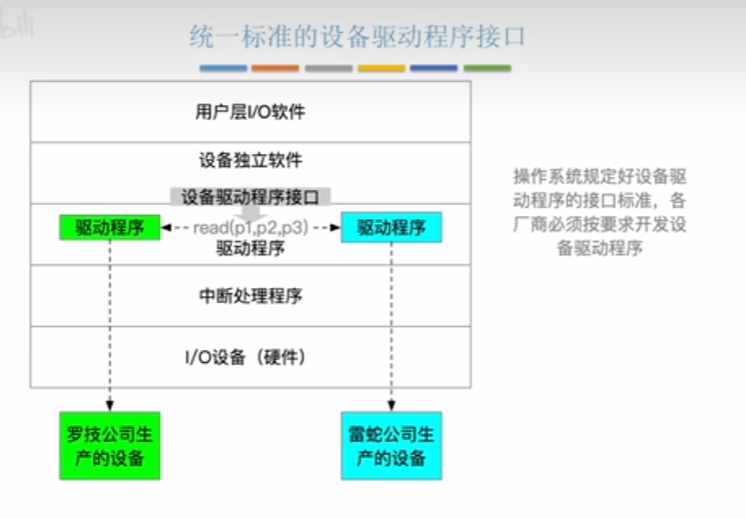 bili
统一标准的设备驱动程序接口
用户层I/O软件
设备独立软件
设备驱动程序接口
驱动程序
read(p1,p2,p3)
驱动程序
驱动程序
中断处理程序
I/O设备（硬件）
罗技公司生
产的设备
雷蛇公司生
产的设备
操作系统规定好设备驱
动程序的接口标准，各
厂商必须按要求开发设
备驱动程序